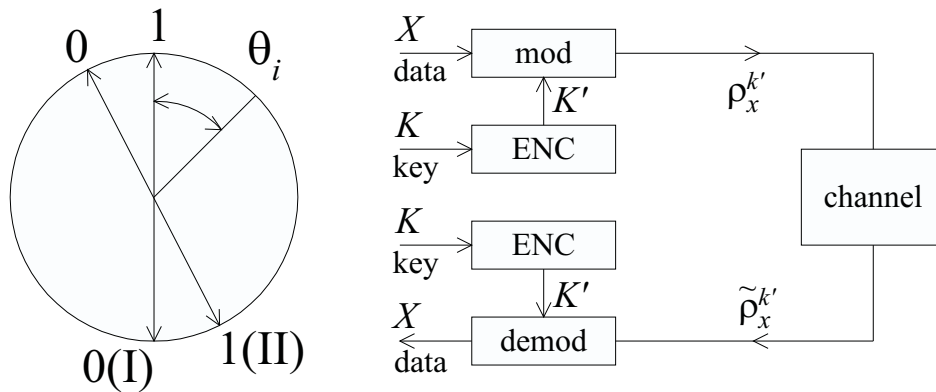 0
1
θ_i
0(I)
1(II)
X
data
mod
ρ_x^{k′}
K′
K
key
ENC
channel
K
key
ENC
K′
ρ̃_x^{k′}
X
data
demod